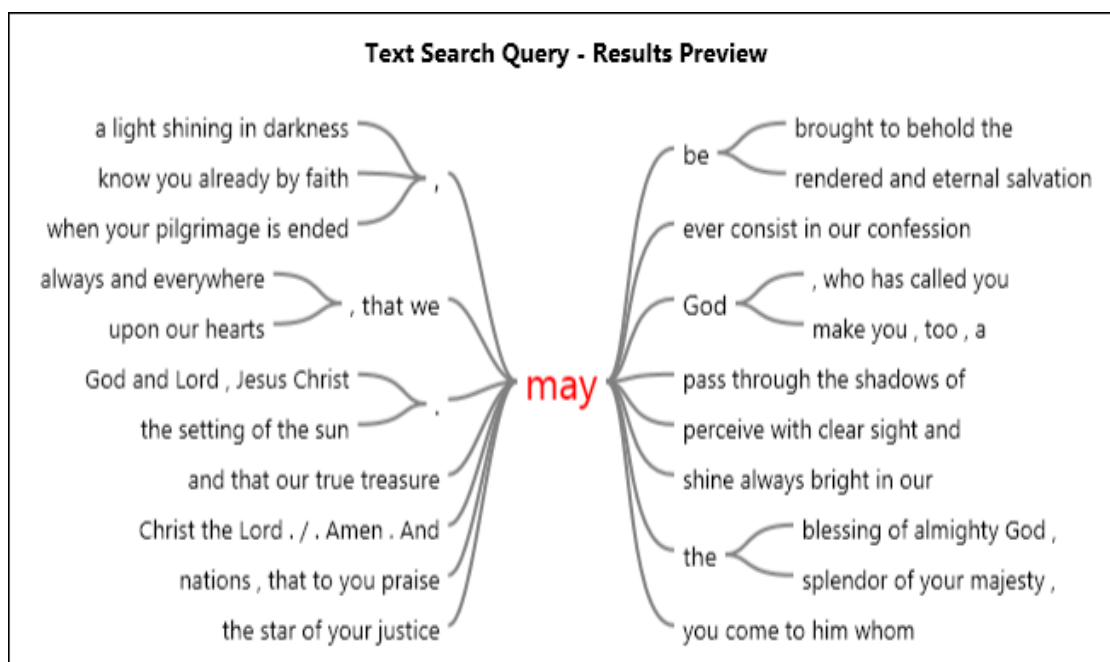 Text Search Query - Results Preview
a light shining in darkness
know you already by faith
when your pilgrimage is ended
,
always and everywhere
upon our hearts
, that we
God and Lord , Jesus Christ
the setting of the sun
.
and that our true treasure
Christ the Lord . / . Amen . And
nations , that to you praise
the star of your justice
may
be
brought to behold the
rendered and eternal salvation
ever consist in our confession
God
, who has called you
make you , too , a
pass through the shadows of
perceive with clear sight and
shine always bright in our
the
blessing of almighty God ,
splendor of your majesty ,
you come to him whom